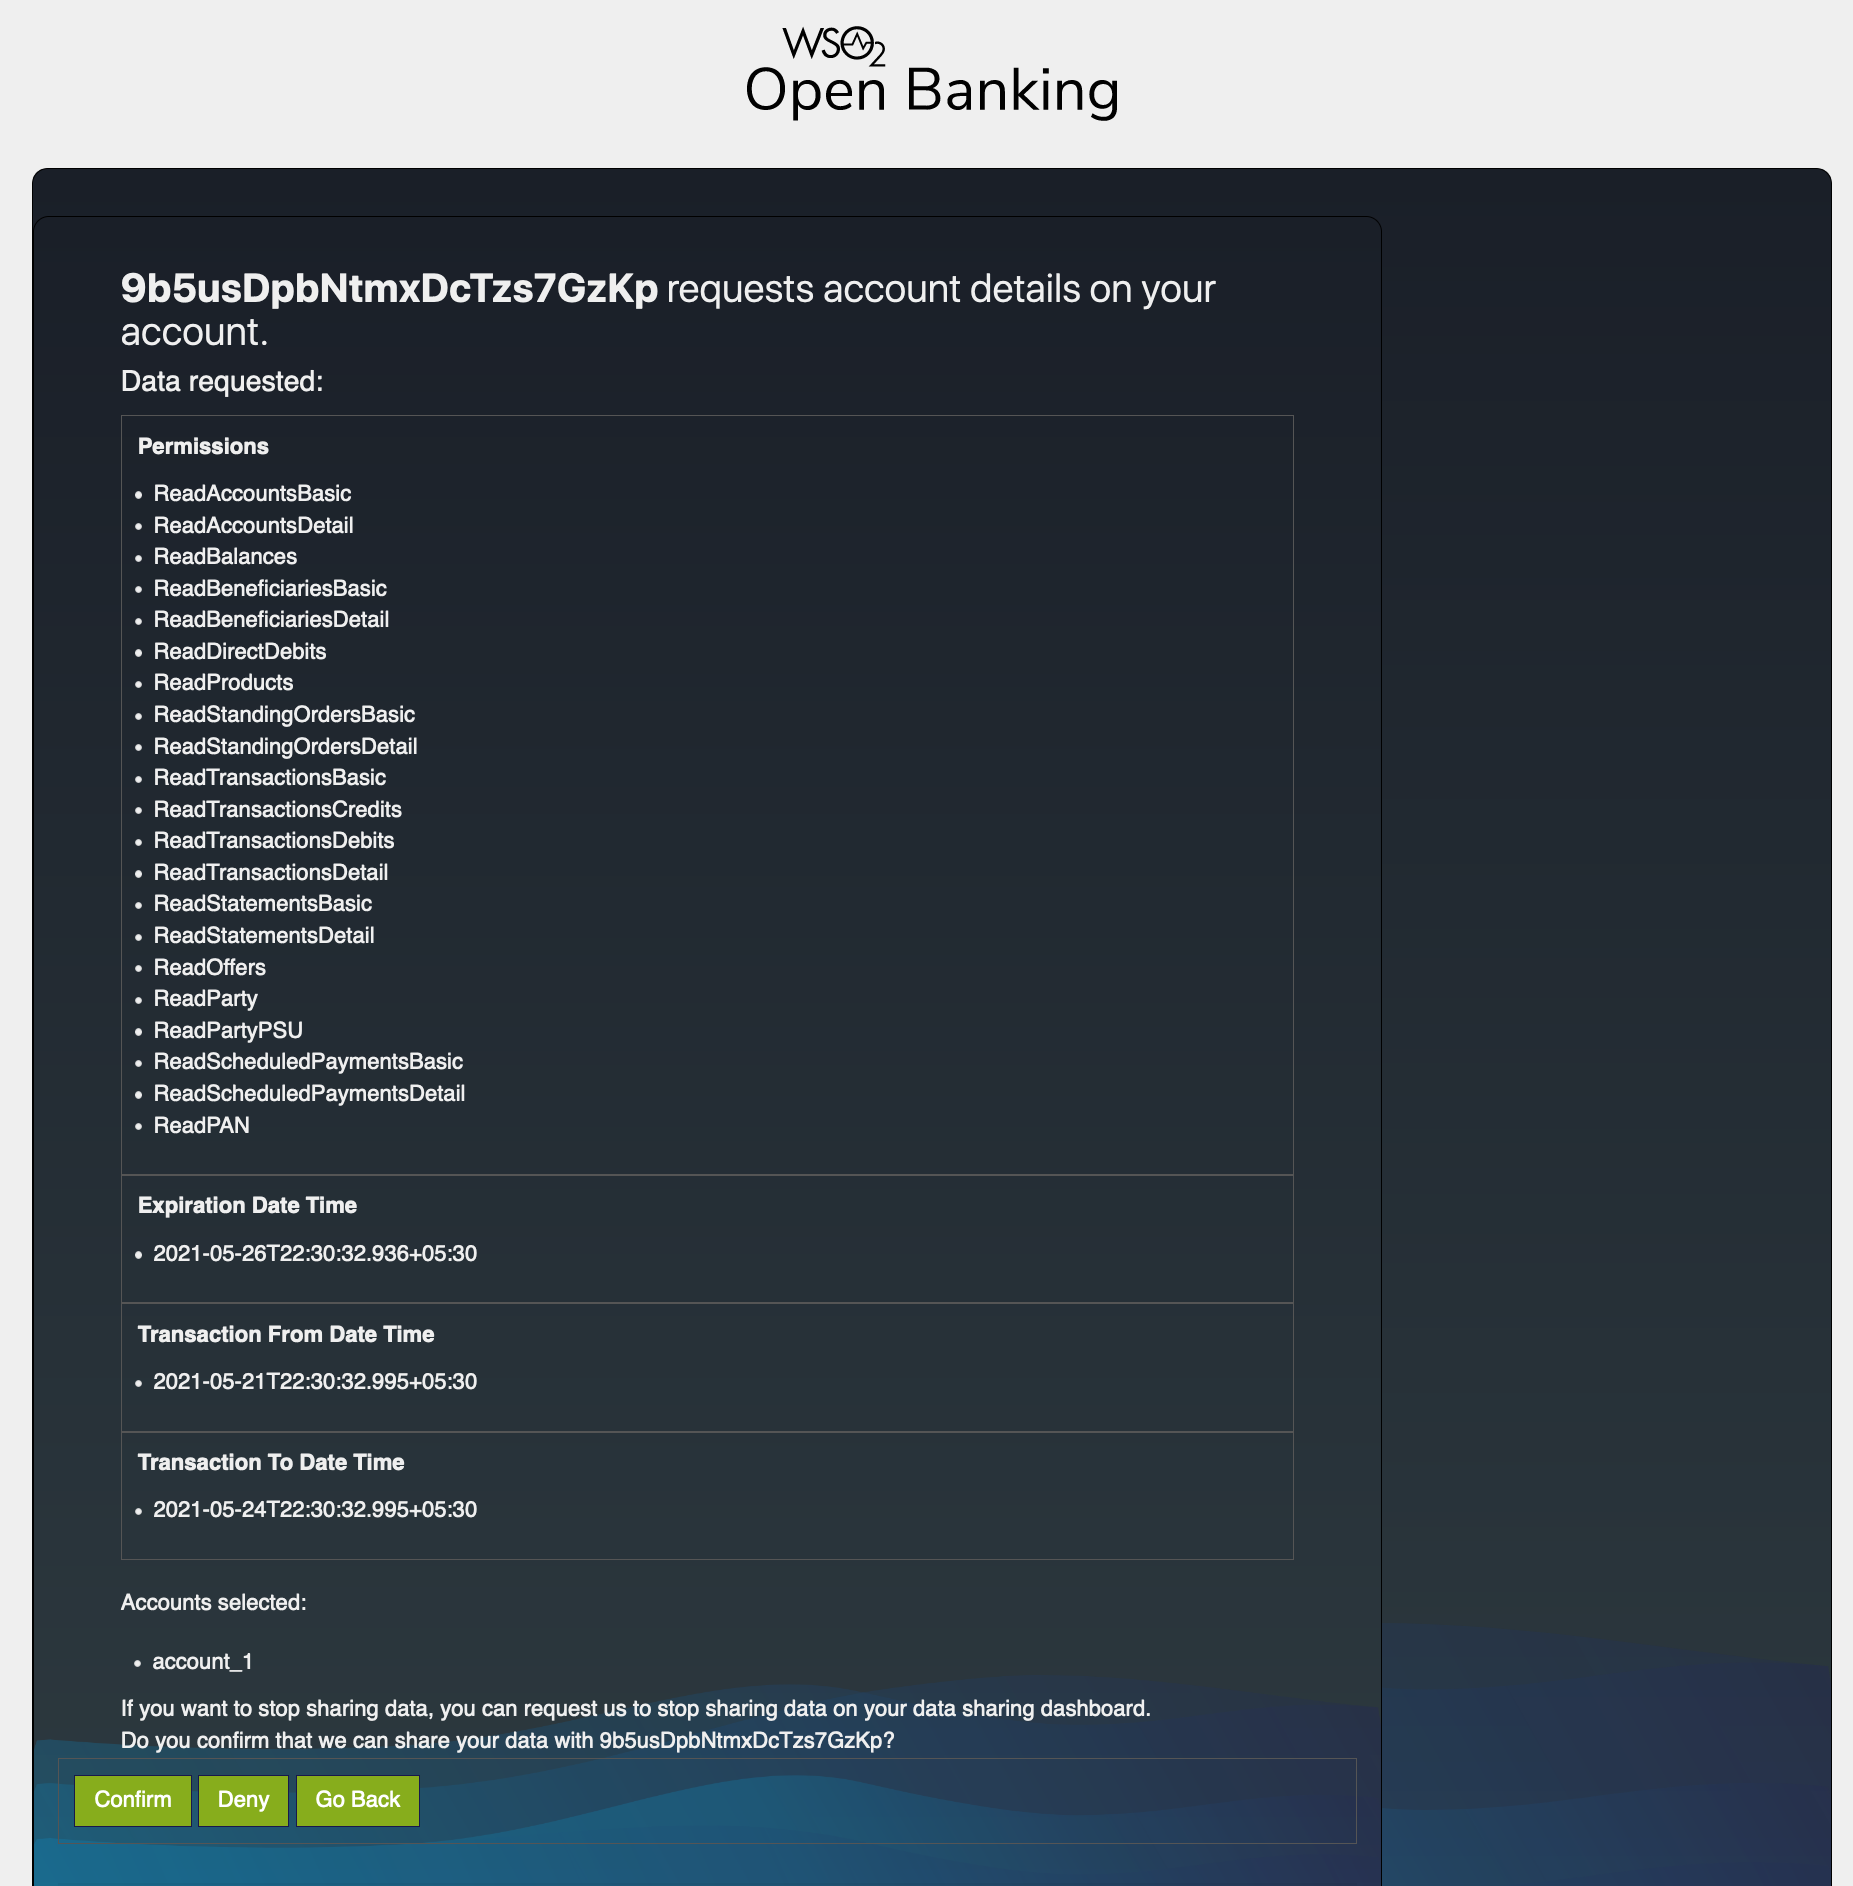 WSO2
Open Banking
9b5usDpbNtmxDcTzs7GzKp requests account details on your
account.
Data requested:
Permissions
• ReadAccountsBasic
• ReadAccountsDetail
• ReadBalances
• ReadBeneficiariesBasic
• ReadBeneficiariesDetail
• ReadDirectDebits
• ReadProducts
• ReadStandingOrdersBasic
• ReadStandingOrdersDetail
• ReadTransactionsBasic
• ReadTransactionsCredits
• ReadTransactionsDebits
• ReadTransactionsDetail
• ReadStatementsBasic
• ReadStatementsDetail
• ReadOffers
• ReadParty
• ReadPartyPSU
• ReadScheduledPaymentsBasic
• ReadScheduledPaymentsDetail
• ReadPAN
Expiration Date Time
• 2021-05-26T22:30:32.936+05:30
Transaction From Date Time
• 2021-05-21T22:30:32.995+05:30
Transaction To Date Time
• 2021-05-24T22:30:32.995+05:30
Accounts selected:
• account_1
If you want to stop sharing data, you can request us to stop sharing data on your data sharing dashboard.
Do you confirm that we can share your data with 9b5usDpbNtmxDcTzs7GzKp?
Confirm Deny Go Back